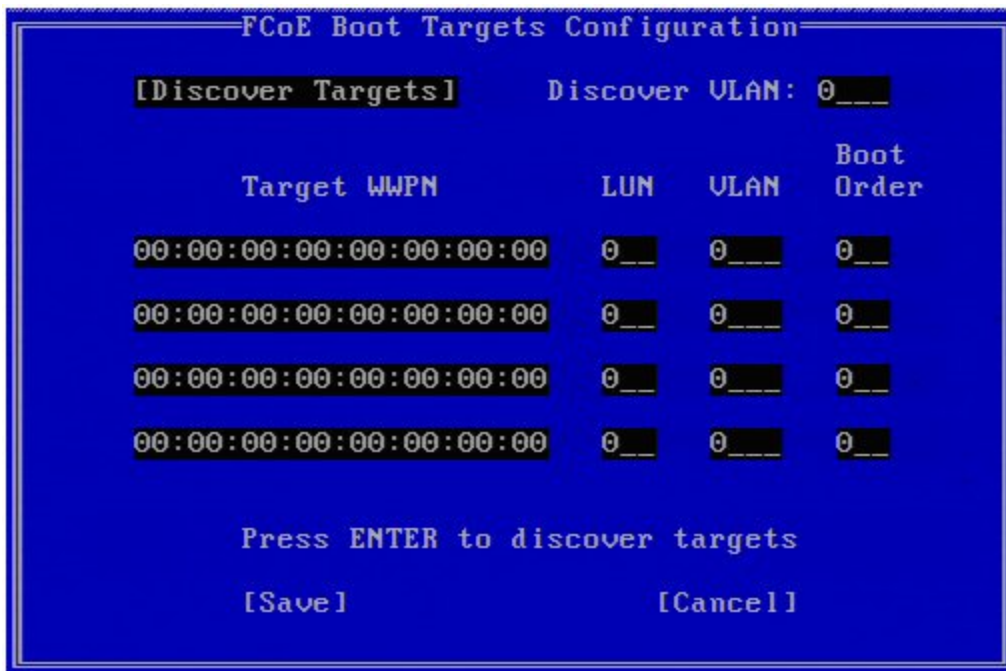 FCoE Boot Targets Configuration
[Discover Targets] Discover VLAN: 0___
Boot
Target WWPN LUN VLAN Order
00:00:00:00:00:00:00:00 0__ 0___ 0__
00:00:00:00:00:00:00:00 0__ 0___ 0__
00:00:00:00:00:00:00:00 0__ 0___ 0__
00:00:00:00:00:00:00:00 0__ 0___ 0__
Press ENTER to discover targets
[Save] [Cancel]